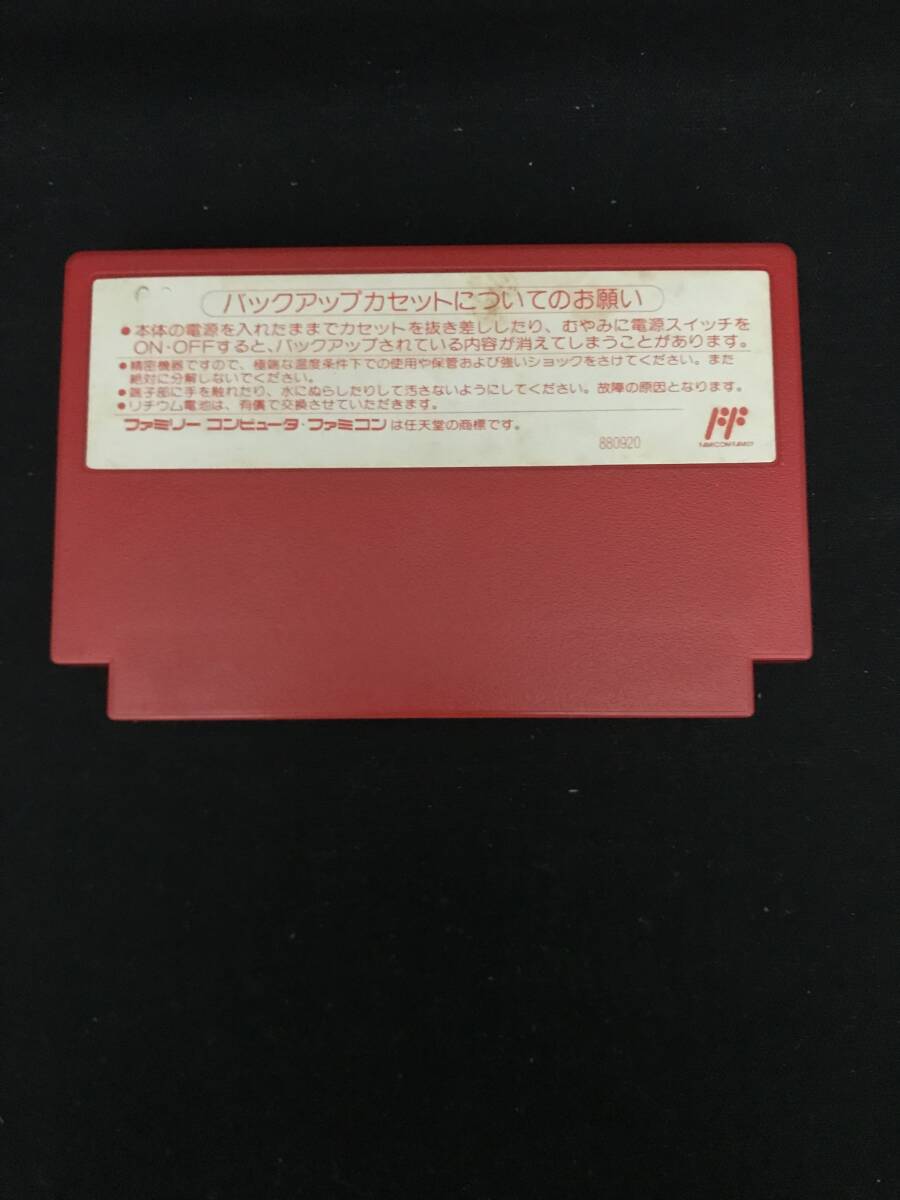 バックアップカセットについてのお願い
●本体の電源を入れたままでカセットを抜き差ししたり、むやみに電源スイッチを
ON・OFFすると、バックアップされている内容が消えてしまうことがあります。
●精密機器ですので、極端な温度条件下での使用や保管および強いショックをさけてください。また
絶対に分解しないでください。
●端子部に手を触れたり、水にぬらしたりして汚さないようにしてください。故障の原因となります。
●リチウム電池は、有償で交換させていただきます。
ファミリー コンピュータ・ファミコンは任天堂の商標です。
880920